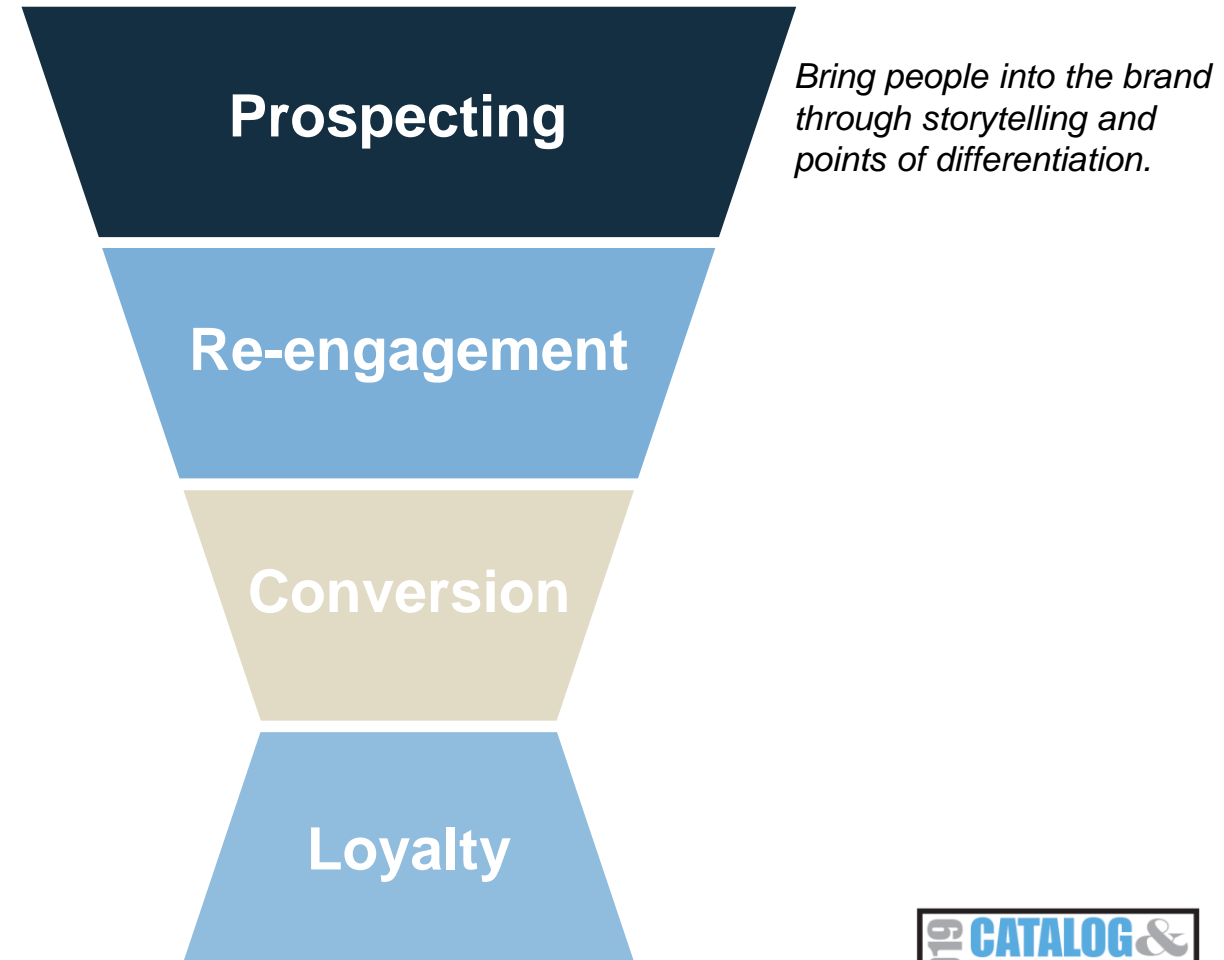 Prospecting
Bring people into the brand
through storytelling and
points of differentiation.
Re-engagement
Conversion
Loyalty
CATALOG &